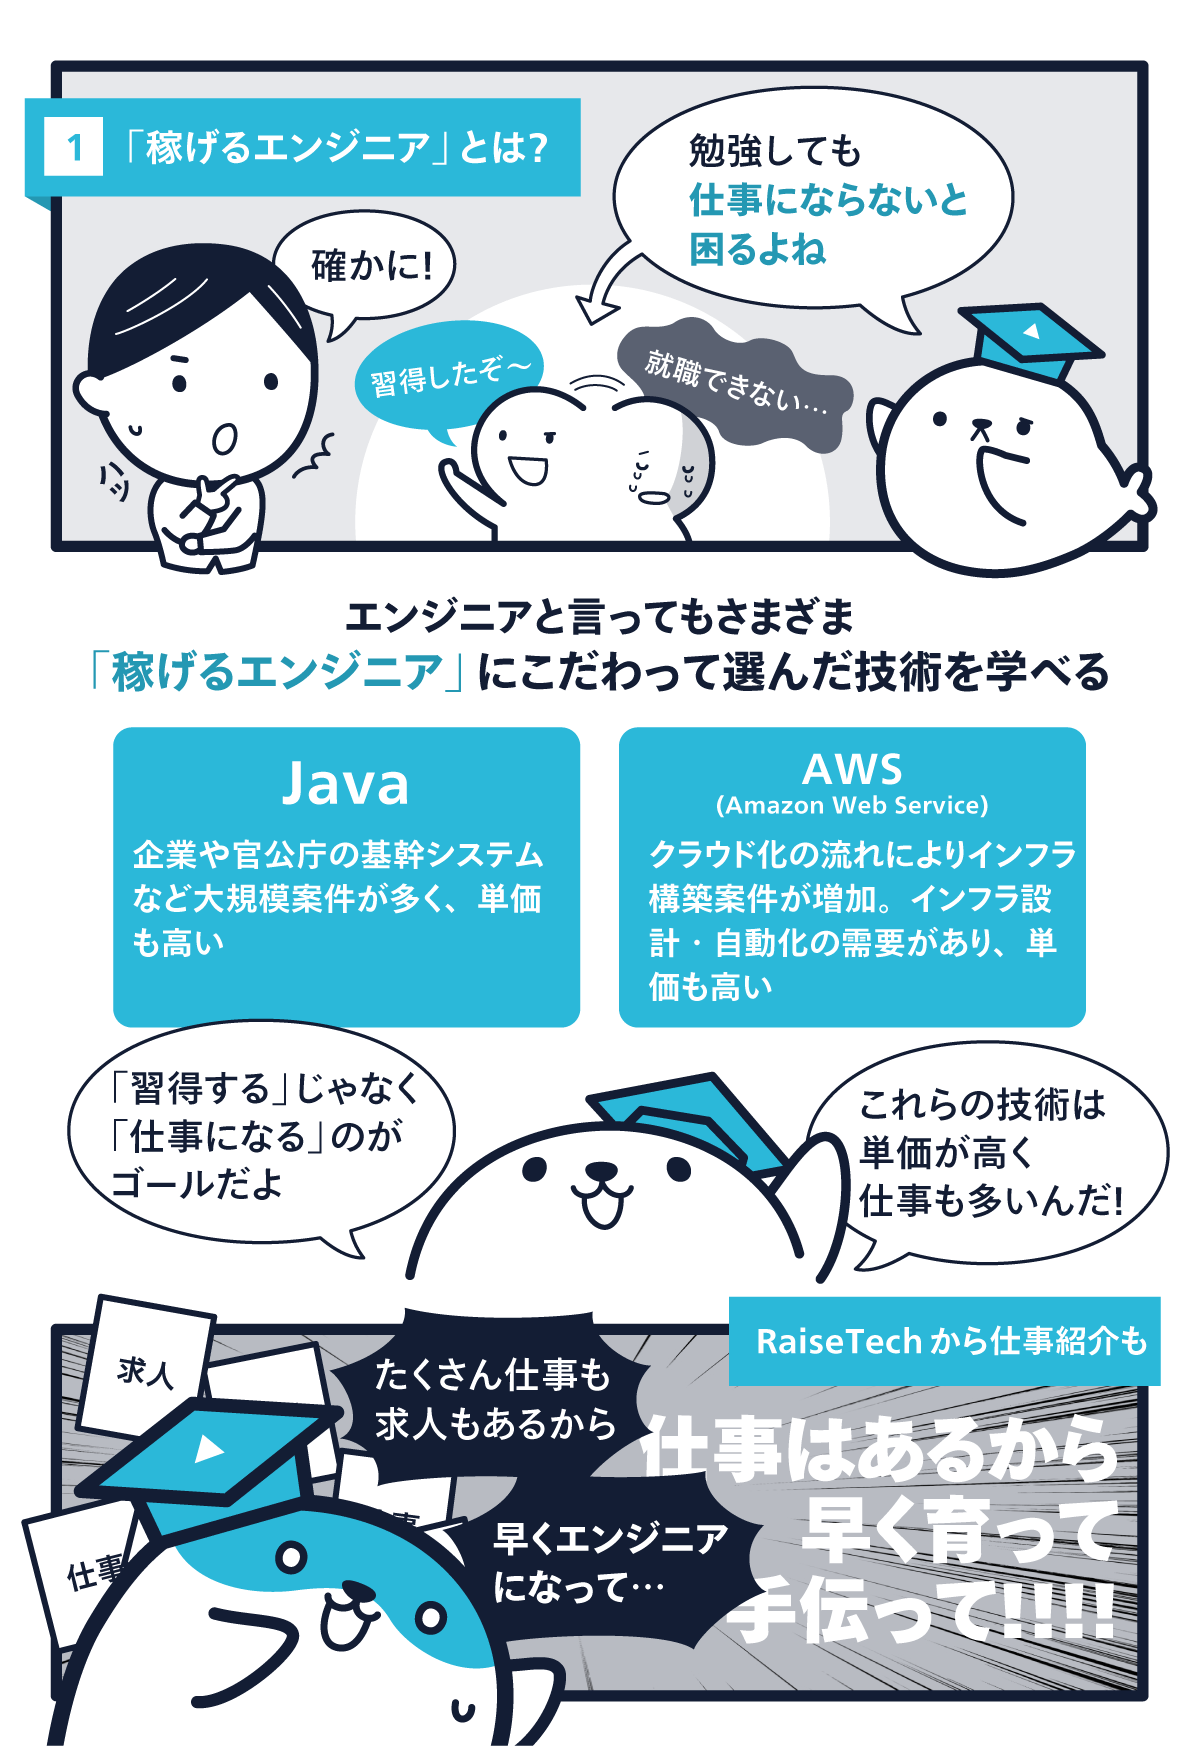 1 「稼げるエンジニア」とは?
勉強しても
仕事にならないと
困るよね
確かに!
習得したぞ〜
就職できない…
ハッ
エンジニアと言ってもさまざま
「稼げるエンジニア」にこだわって選んだ技術を学べる
Java
企業や官公庁の基幹システム
など大規模案件が多く、単価
も高い
AWS
(Amazon Web Service)
クラウド化の流れによりインフラ
構築案件が増加。インフラ設
計・自動化の需要があり、単
価も高い
「習得する」じゃなく
「仕事になる」のが
ゴールだよ
これらの技術は
単価が高く
仕事も多いんだ!
RaiseTechから仕事紹介も
求人
たくさん仕事も
求人もあるから
仕事はあるから
早く育って
手伝って!!!!
早くエンジニア
になって…
仕事
事